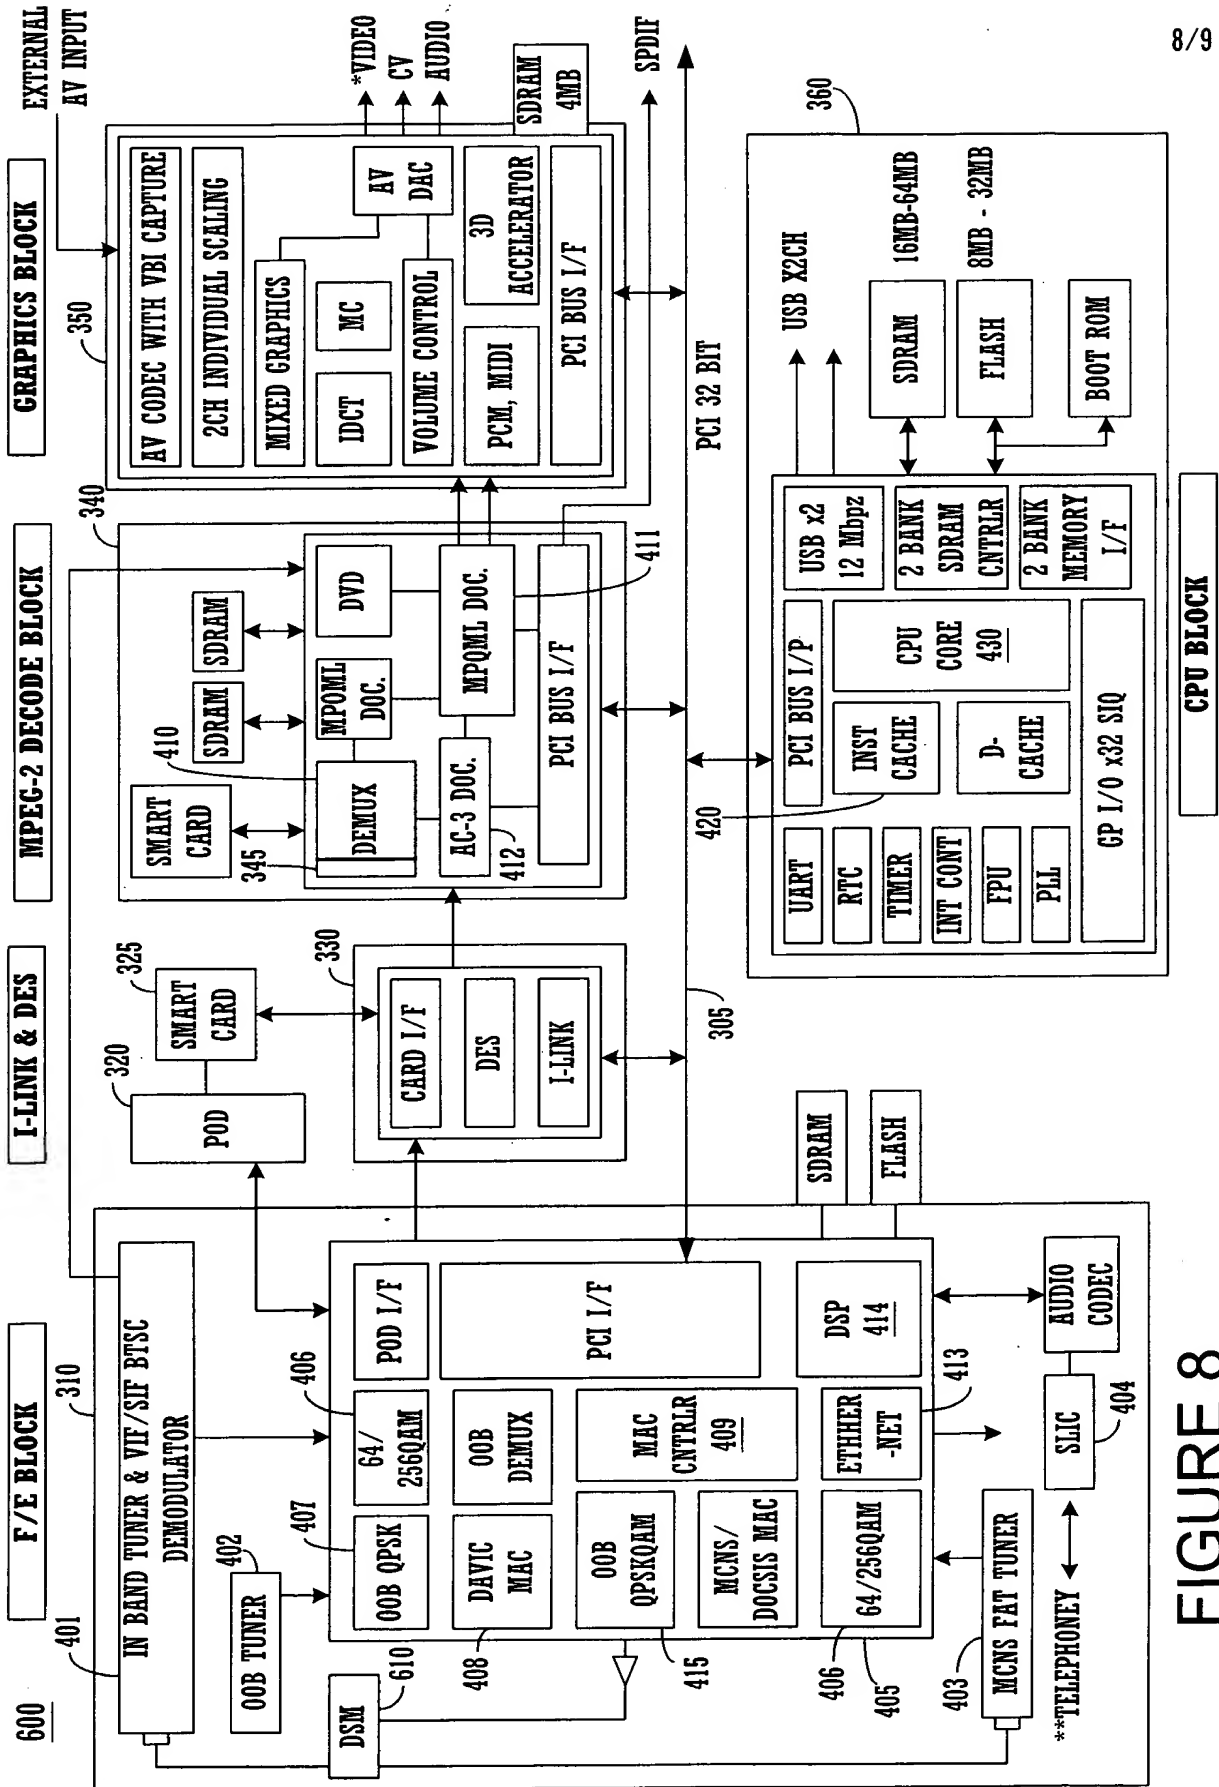 8/9
600
F/E BLOCK
I-LINK & DES
MPEG-2 DECODE BLOCK
GRAPHICS BLOCK
EXTERNAL
AV INPUT
310
401
IN BAND TUNER & VIF/SIF BTSC
DEMODULATOR
402
OOB TUNER
DSM
610
407
OOB QPSK
406
64/
256QAM
POD I/F
408
DAVIC
MAC
OOB
DEMUX
PCI I/F
415
OOB
QPSKQAM
MAC
CNTRLR
409
MCNS/
DOCSIS MAC
406
64/256QAM
405
ETHER
-NET
413
DSP
414
403
MCNS FAT TUNER
**TELEPHONEY
SLIC
404
AUDIO
CODEC
SDRAM
FLASH
320
POD
325
SMART
CARD
330
CARD I/F
DES
I-LINK
305
340
SMART
CARD
SDRAM
SDRAM
345
410
DEMUX
MPOML
DOC.
DVD
AC-3 DOC.
412
MPQML DOC.
411
PCI BUS I/F
350
AV CODEC WITH VBI CAPTURE
2CH INDIVIDUAL SCALING
MIXED GRAPHICS
IDCT
MC
AV
DAC
VOLUME CONTROL
PCM, MIDI
3D
ACCELERATOR
PCI BUS I/F
*VIDEO
CV
AUDIO
SDRAM
4MB
SPDIF
PCI 32 BIT
360
420
UART
RTC
TIMER
INT CONT
FPU
PLL
PCI BUS I/P
INST
CACHE
D-
CACHE
CPU
CORE
430
GP I/O x32 SIQ
USB x2
12 Mbpz
2 BANK
SDRAM
CNTRLR
2 BANK
MEMORY
I/F
USB X2CH
SDRAM
16MB-64MB
FLASH
8MB - 32MB
BOOT ROM
CPU BLOCK
FIGURE 8